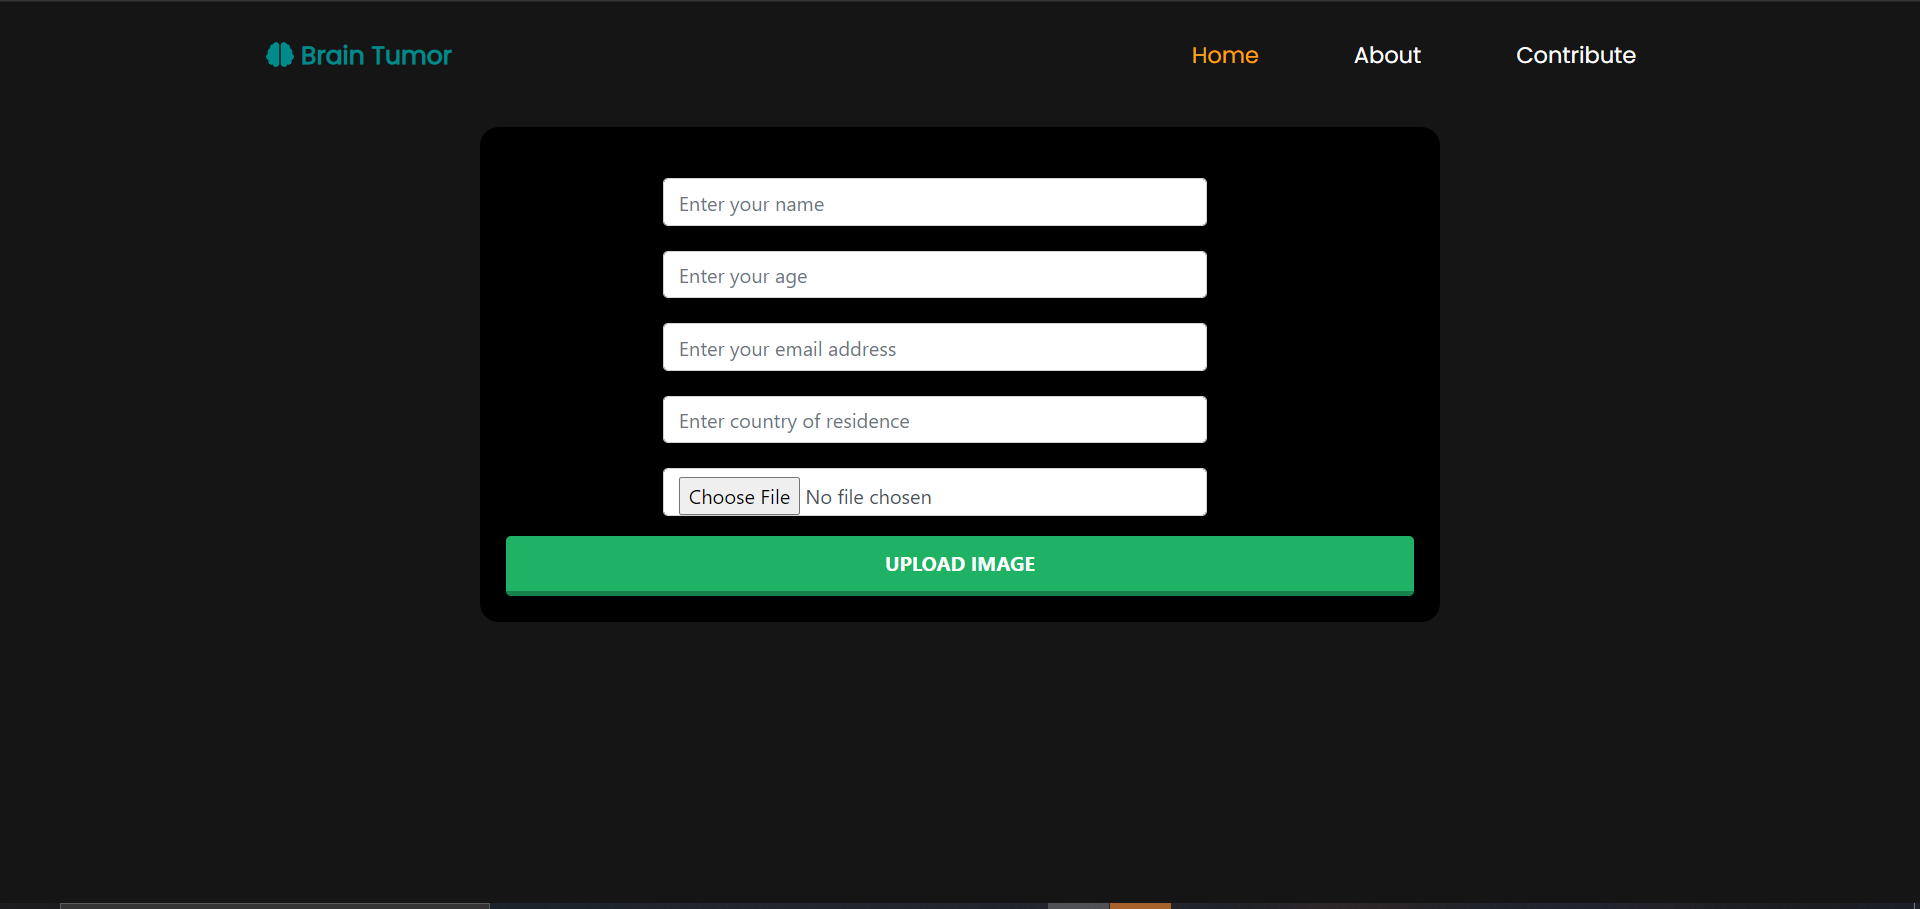 Brain Tumor
Home
About
Contribute
Enter your name
Enter your age
Enter your email address
Enter country of residence
Choose File No file chosen
UPLOAD IMAGE